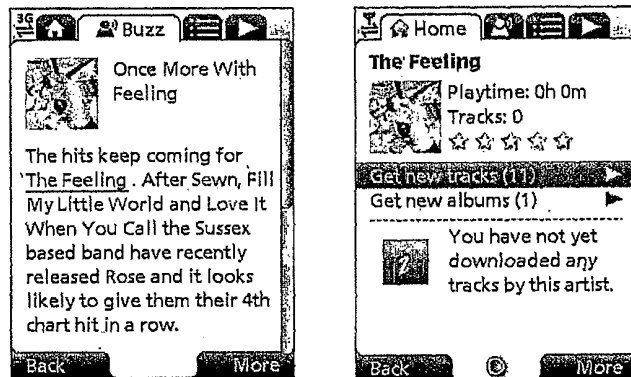 3G
Buzz
Once More With
Feeling
The hits keep coming for
The Feeling . After Sewn, Fill
My Little World and Love It
When You Call the Sussex
based band have recently
released Rose and it looks
likely to give them their 4th
chart hit in a row.
Back
More
Home
The Feeling
Playtime: 0h 0m
Tracks: 0
Get new tracks (11)
Get new albums (1)
You have not yet
downloaded any
tracks by this artist.
Back
More